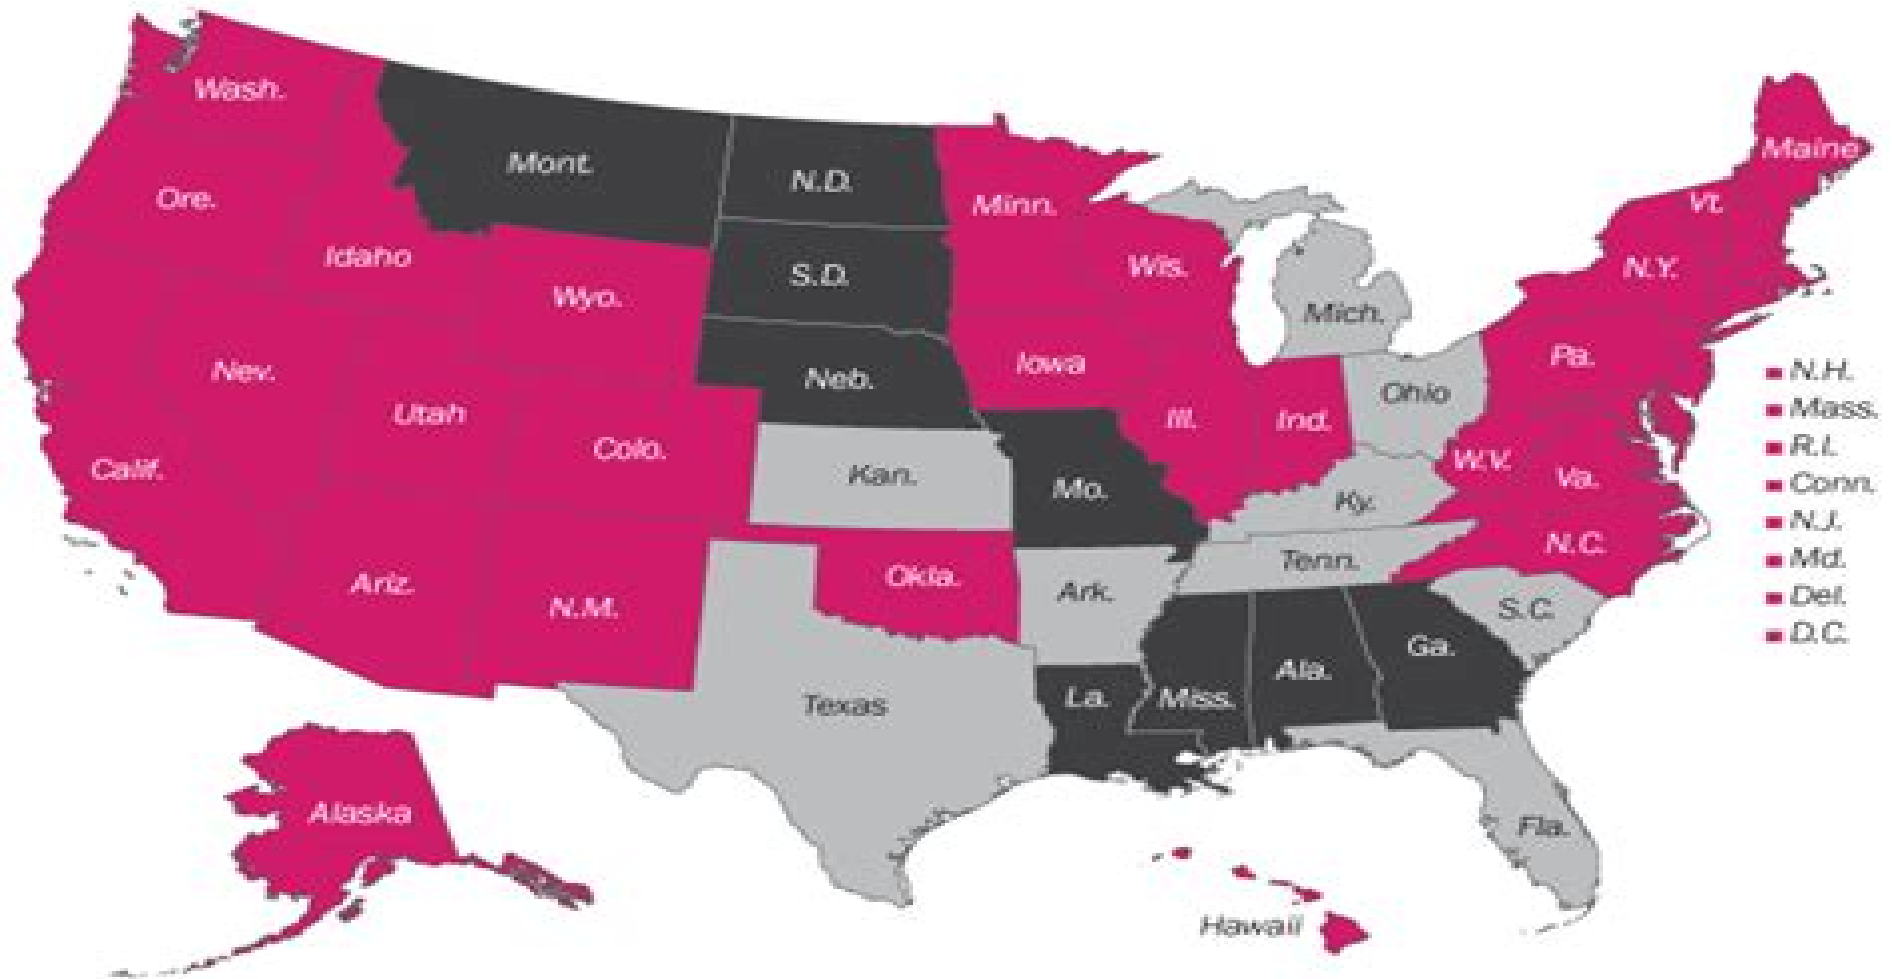 Wash.
Mont.
N.D.
Minn.
Maine
Ore.
Vt.
Idaho
S.D.
Wis.
N.Y.
Wyo.
Mich.
Nev.
Iowa
Pa.
Neb.
Ohio
N.H.
Utah
Ill.
Ind.
Mass.
Colo.
R.I.
Calif.
Kan.
W.V.
Va.
Mo.
Ky.
Conn.
N.J.
N.C.
Tenn.
Md.
Ariz.
Okla.
Ark.
Del.
N.M.
S.C.
D.C.
Ga.
Ala.
La.
Miss.
Texas
Alaska
Fla.
Hawaii